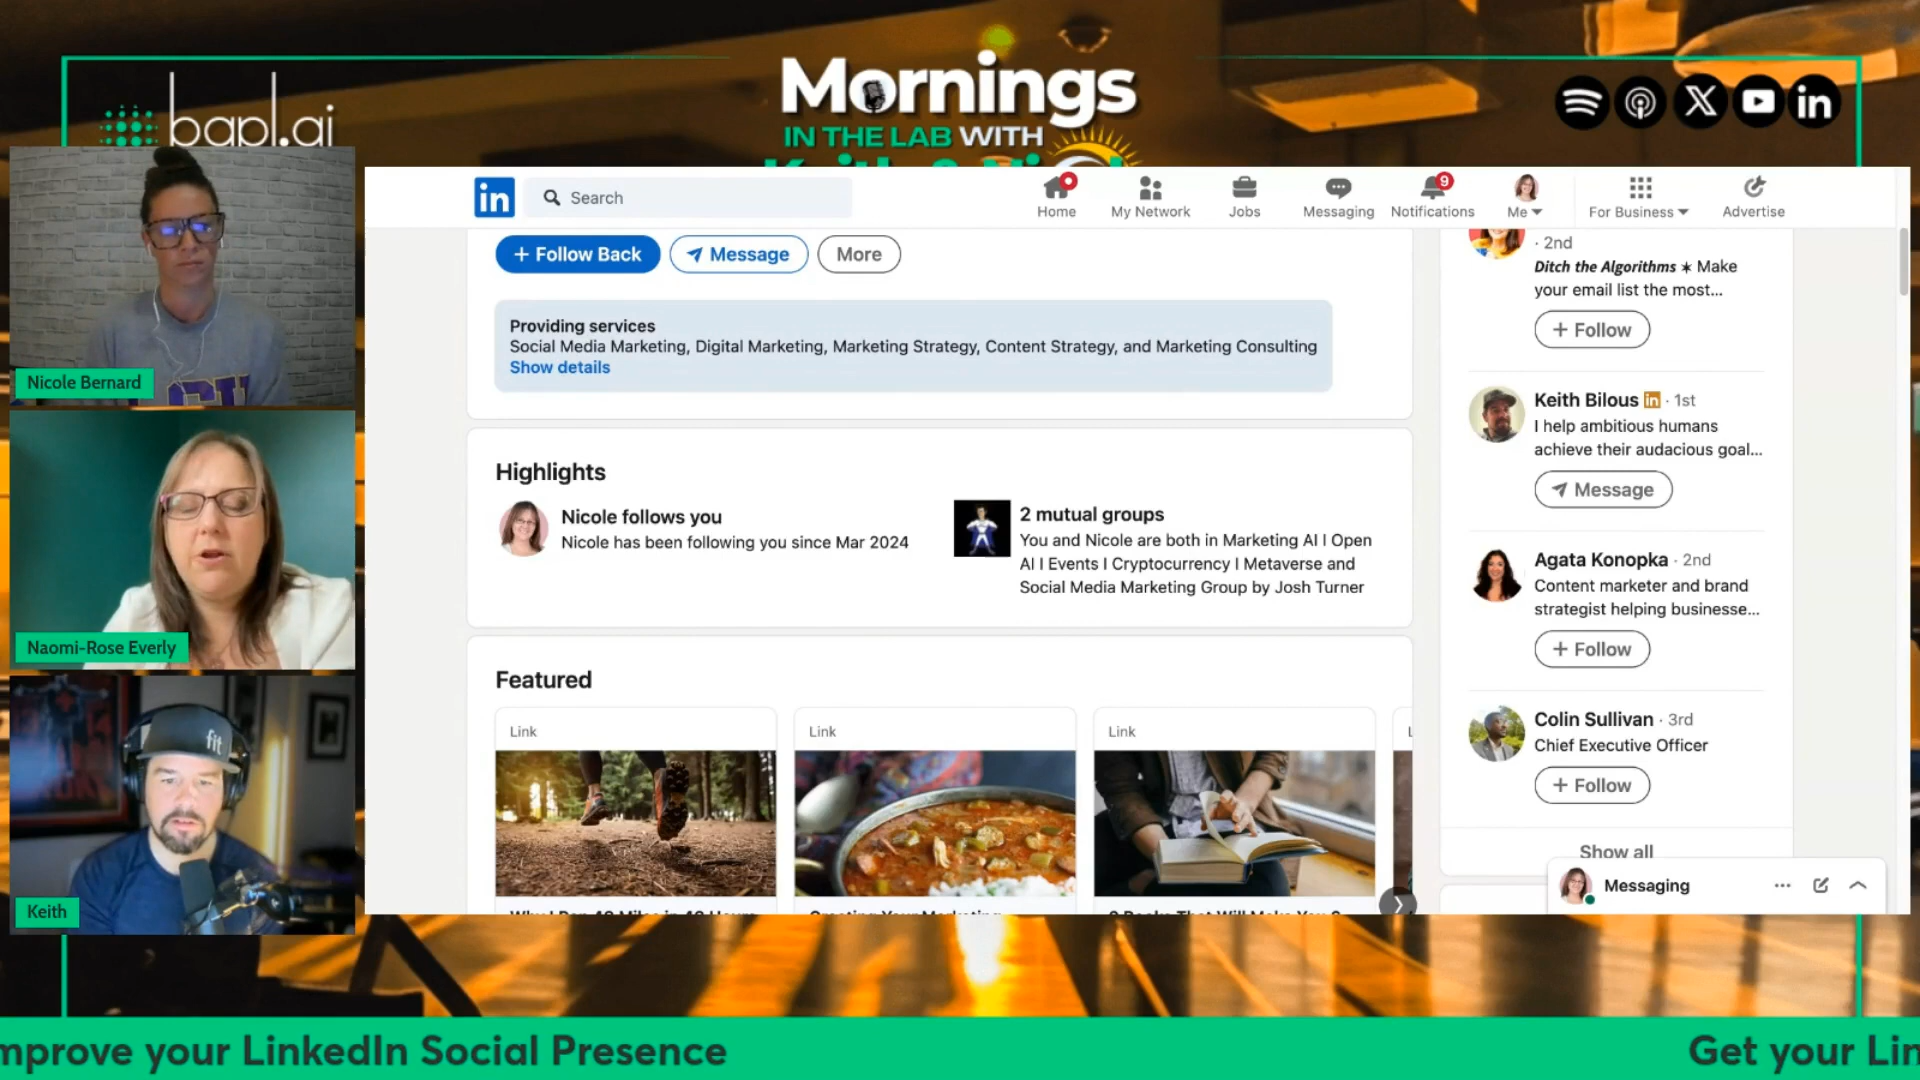 bapl.ai
Mornings
IN THE LAB WITH
Nicole Bernard
Naomi-Rose Everly
fit
Keith
in
Search
Home
My Network
Jobs
Messaging
9
Notifications
Me
For Business
Advertise
+ Follow Back
Message
More
Providing services
Social Media Marketing, Digital Marketing, Marketing Strategy, Content Strategy, and Marketing Consulting
Show details
Highlights
Nicole follows you
Nicole has been following you since Mar 2024
2 mutual groups
You and Nicole are both in Marketing AI I Open
AI I Events I Cryptocurrency I Metaverse and
Social Media Marketing Group by Josh Turner
Featured
Link
Link
Link
· 2nd
Ditch the Algorithms ✶ Make
your email list the most...
+ Follow
Keith Bilous in · 1st
I help ambitious humans
achieve their audacious goal...
Message
Agata Konopka · 2nd
Content marketer and brand
strategist helping businesse...
+ Follow
Colin Sullivan · 3rd
Chief Executive Officer
+ Follow
Show all
Messaging
mprove your LinkedIn Social Presence
Get your Lin